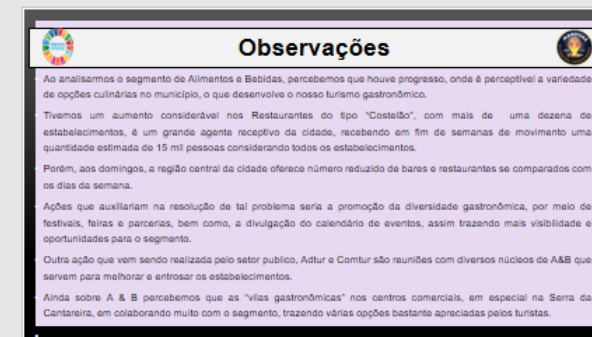 Observações
Ao analisarmos o segmento de Alimentos e Bebidas, percebemos que houve progresso, onde é perceptível a variedade
de opções culinárias no município, o que desenvolve o nosso turismo gastronômico.
Tivemos um aumento considerável nos Restaurantes do tipo "Costelão", com mais de uma dezena de
estabelecimentos, é um grande agente receptivo da cidade, recebendo em fim de semanas de movimento uma
quantidade estimada de 15 mil pessoas considerando todos os estabelecimentos.
Porém, aos domingos, a região central da cidade oferece número reduzido de bares e restaurantes se comparados com
os dias da semana.
Ações que auxiliariam na resolução de tal problema seria a promoção da diversidade gastronômica, por meio de
festivais, feiras e parcerias, bem como, a divulgação do calendário de eventos, assim trazendo mais visibilidade e
oportunidades para o segmento.
Outra ação que vem sendo realizada pelo setor publico, Adtur e Comtur são reuniões com diversos núcleos de A&B que
servem para melhorar e entrosar os estabelecimentos.
Ainda sobre A & B percebemos que as "vilas gastronômicas" nos centros comerciais, em especial na Serra da
Cantareira, em colaborando muito com o segmento, trazendo várias opções bastante apreciadas pelos turistas.